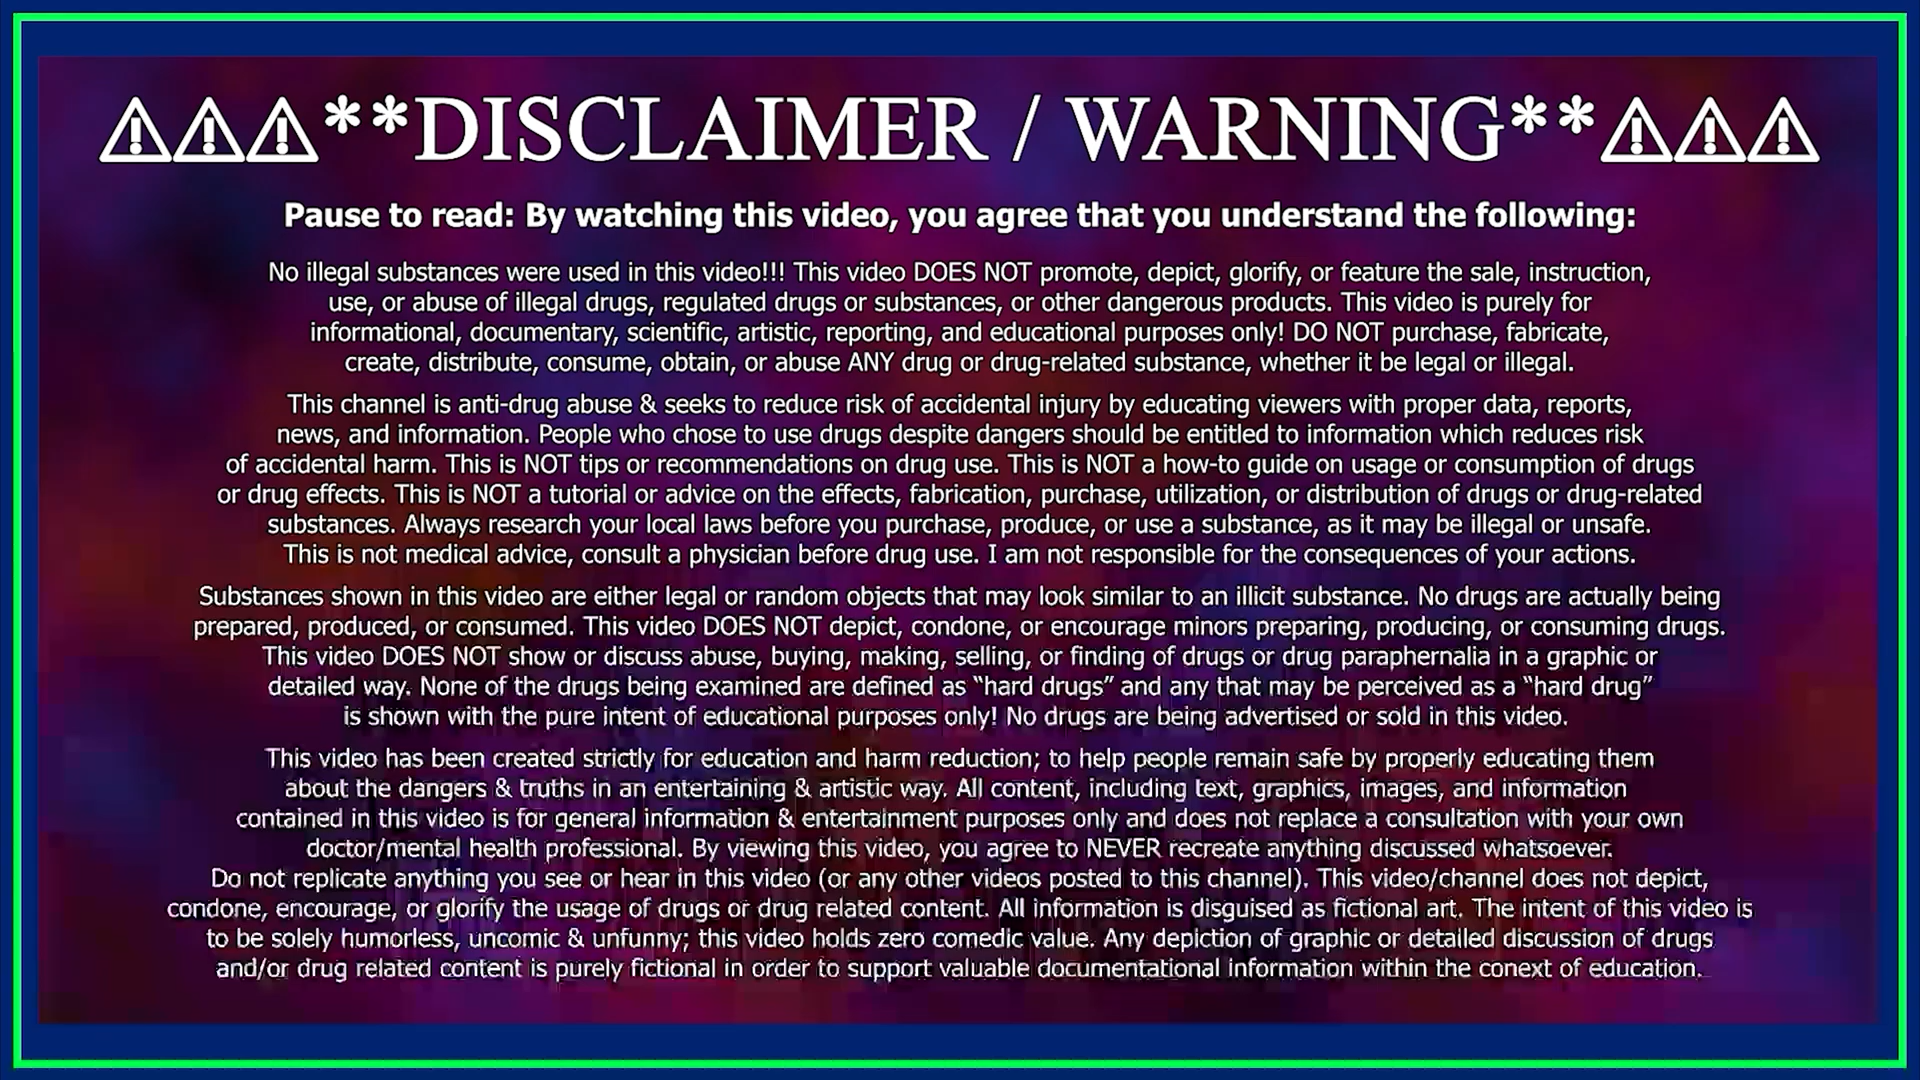 ⚠⚠⚠**DISCLAIMER / WARNING**⚠⚠⚠
Pause to read: By watching this video, you agree that you understand the following:
No illegal substances were used in this video!!! This video DOES NOT promote, depict, glorify, or feature the sale, instruction,
use, or abuse of illegal drugs, regulated drugs or substances, or other dangerous products. This video is purely for
informational, documentary, scientific, artistic, reporting, and educational purposes only! DO NOT purchase, fabricate,
create, distribute, consume, obtain, or abuse ANY drug or drug-related substance, whether it be legal or illegal.
This channel is anti-drug abuse & seeks to reduce risk of accidental injury by educating viewers with proper data, reports,
news, and information. People who chose to use drugs despite dangers should be entitled to information which reduces risk
of accidental harm. This is NOT tips or recommendations on drug use. This is NOT a how-to guide on usage or consumption of drugs
or drug effects. This is NOT a tutorial or advice on the effects, fabrication, purchase, utilization, or distribution of drugs or drug-related
substances. Always research your local laws before you purchase, produce, or use a substance, as it may be illegal or unsafe.
This is not medical advice, consult a physician before drug use. I am not responsible for the consequences of your actions.
Substances shown in this video are either legal or random objects that may look similar to an illicit substance. No drugs are actually being
prepared, produced, or consumed. This video DOES NOT depict, condone, or encourage minors preparing, producing, or consuming drugs.
This video DOES NOT show or discuss abuse, buying, making, selling, or finding of drugs or drug paraphernalia in a graphic or
detailed way. None of the drugs being examined are defined as “hard drugs” and any that may be perceived as a “hard drug”
is shown with the pure intent of educational purposes only! No drugs are being advertised or sold in this video.
This video has been created strictly for education and harm reduction; to help people remain safe by properly educating them
about the dangers & truths in an entertaining & artistic way. All content, including text, graphics, images, and information
contained in this video is for general information & entertainment purposes only and does not replace a consultation with your own
doctor/mental health professional. By viewing this video, you agree to NEVER recreate anything discussed whatsoever.
Do not replicate anything you see or hear in this video (or any other videos posted to this channel). This video/channel does not depict,
condone, encourage, or glorify the usage of drugs or drug related content. All information is disguised as fictional art. The intent of this video is
to be solely humorless, uncomic & unfunny; this video holds zero comedic value. Any depiction of graphic or detailed discussion of drugs
and/or drug related content is purely fictional in order to support valuable documentational information within the conext of education.